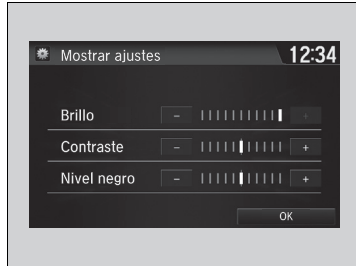 Mostrar ajustes 12:34
Brillo - +
Contraste - +
Nivel negro - +
OK